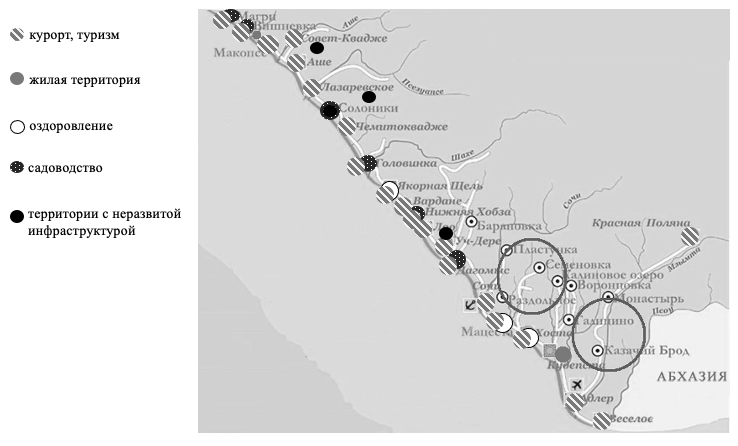 курорт, туризм
жилая территория
оздоровление
садоводство
территории с неразвитой
инфраструктурой
Магри
Вишневка
Макопсе
Аше
Совет-Квадже
Аше
Лазаревское
Псезуапсе
Солоники
Чемитоквадже
Головинка
Шахе
Якорная Щель
Вардане
Нижняя Хобза
Лоо
Барановка
Уч-Дере
Дагомыс
Сочи
Красная Поляна
Мзымта
Пластунка
Семеновка
Калиновое озеро
Воронцовка
Сочи
Раздольное
Монастырь
Псоу
Мацеста
Хоста
Галицино
Казачий Брод
Кудепста
АБХАЗИЯ
Адлер
Веселое